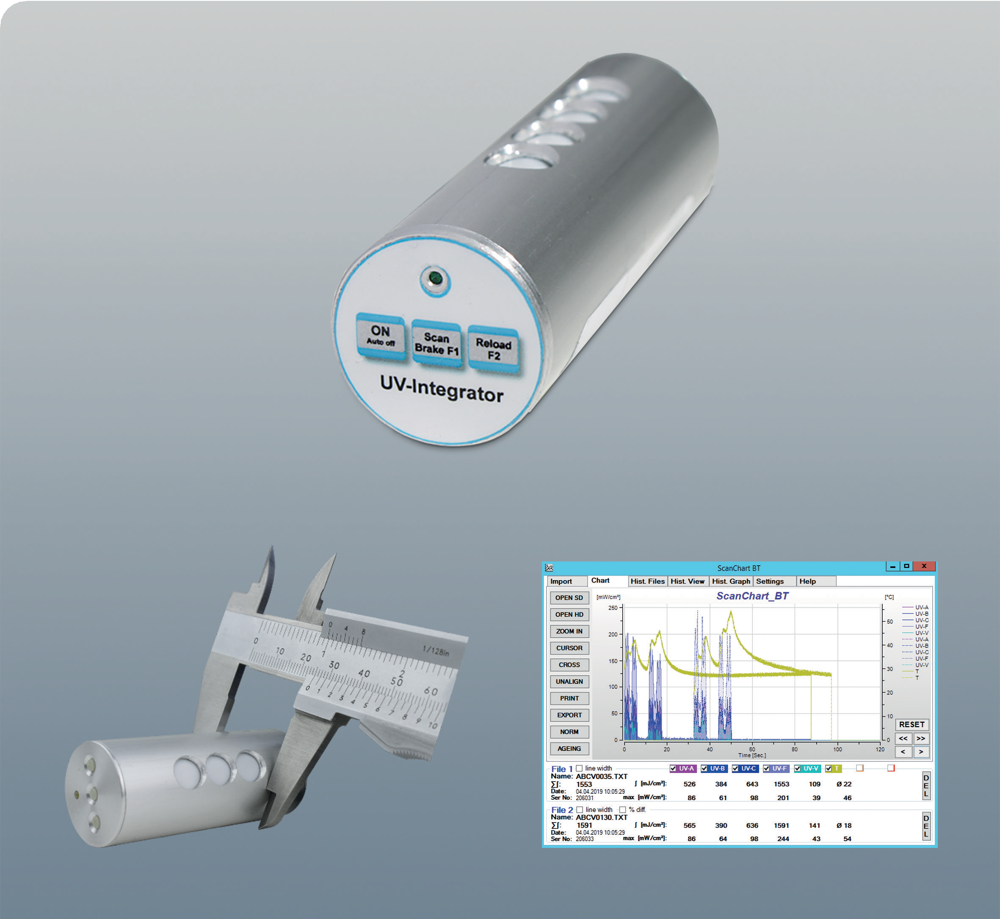 ON
Auto off
Scan
Brake F1
Reload
F2
UV-Integrator
0 4 8
1/128in
0 1 2
0 10 20 30 40 50 60
0 1 2 3 4 5 6 7 8 9 10
ScanChart BT
Import Chart Hist. Files Hist. View Hist. Graph Settings Help
OPEN SD
OPEN HD
ZOOM IN
CURSOR
CROSS
UNALIGN
PRINT
EXPORT
NORM
AGEING
[mW/cm²] ScanChart_BT [°C]
250
200
150
100
50
0
50
40
30
20
10
0
0 20 40 60 80 100 120
Time [Sec.]
UV-A
UV-B
UV-C
UV-F
UV-V
UV-A
UV-B
UV-C
UV-F
UV-V
T
T
RESET
<< >>
< >
File 1 line width UV-A UV-B UV-C UV-F UV-V T
Name: ABCV0035.TXT
∑∫: 1553 ∫ [mJ/cm²]: 526 384 643 1553 109 Ø 22
Date: 04.04.2019 10:05:29
Ser No: 206031 max [mW/cm²]: 86 61 98 201 39 46
DEL
File 2 line width % diff.
Name: ABCV0130.TXT
∑∫: 1591 ∫ [mJ/cm²]: 565 390 636 1591 141 Ø 18
Date: 04.04.2019 10:05:29
Ser No: 206033 max [mW/cm²]: 86 64 98 244 43 54
DEL